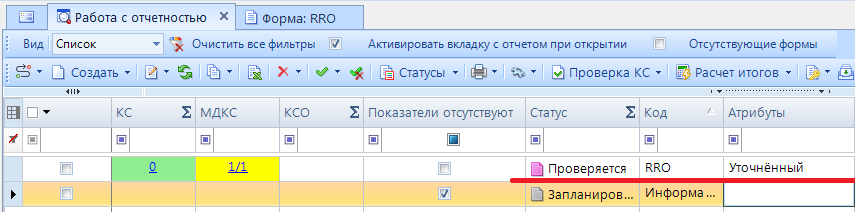 Работа с отчетностью Форма: RRO
Вид Список Очистить все фильтры Активировать вкладку с отчетом при открытии Отсутствующие формы
Создать Статусы Проверка КС Расчет итогов
КС Σ МДКС Σ КСО Показатели отсутствуют Статус Σ Код Атрибуты
0 1/1 Проверяется RRO Уточнённый
Запланиров... Информа...